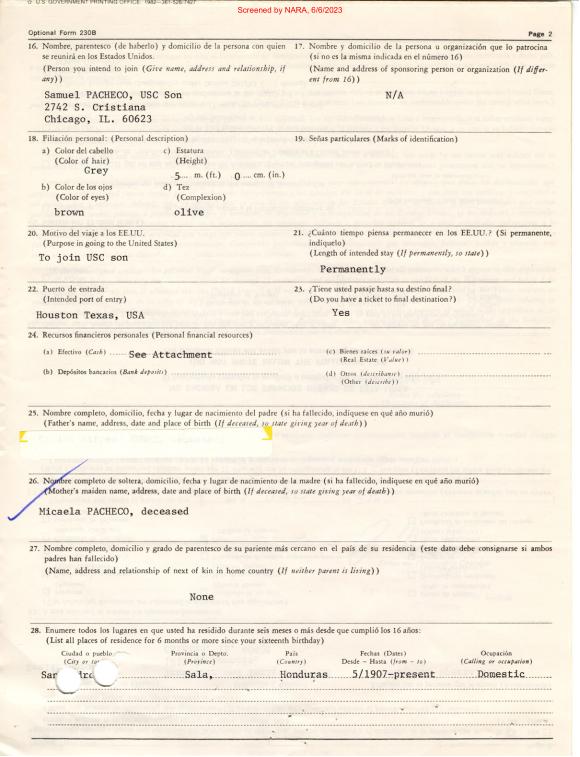 ☆ U.S. GOVERNMENT PRINTING OFFICE: 1982—361-526/7427
Screened by NARA, 6/6/2023
Optional Form 230B
Page 2
16. Nombre, parentesco (de haberlo) y domicilio de la persona con quien
se reunirá en los Estados Unidos.
(Person you intend to join (Give name, address and relationship, if
any))
Samuel PACHECO, USC Son
2742 S. Cristiana
Chicago, IL. 60623
17. Nombre y domicilio de la persona u organización que lo patrocina
(si no es la misma indicada en el número 16)
(Name and address of sponsoring person or organization (If differ-
ent from 16))
N/A
18. Filiación personal: (Personal description)
a) Color del cabello
(Color of hair)
Grey
c) Estatura
(Height)
5 m. (ft.) 0 cm. (in.)
b) Color de los ojos
(Color of eyes)
brown
d) Tez
(Complexion)
olive
19. Señas particulares (Marks of identification)
20. Motivo del viaje a los EE.UU.
(Purpose in going to the United States)
To join USC son
21. ¿Cuánto tiempo piensa permanecer en los EE.UU.? (Si permanente,
indíquelo)
(Length of intended stay (If permanently, so state))
Permanently
22. Puerto de entrada
(Intended port of entry)
Houston Texas, USA
23. ¿Tiene usted pasaje hasta su destino final?
(Do you have a ticket to final destination?)
Yes
24. Recursos financieros personales (Personal financial resources)
(a) Efectivo (Cash) See Attachment
(b) Depósitos bancarios (Bank deposits)
(c) Bienes raíces (su valor)
(Real Estate (Value))
(d) Otros (descríbanse)
(Other (describe))
25. Nombre completo, domicilio, fecha y lugar de nacimiento del padre (si ha fallecido, indíquese en qué año murió)
(Father's name, address, date and place of birth (If deceased, so state giving year of death))
26. Nombre completo de soltera, domicilio, fecha y lugar de nacimiento de la madre (si ha fallecido, indíquese en qué año murió)
(Mother's maiden name, address, date and place of birth (If deceased, so state giving year of death))
Micaela PACHECO, deceased
27. Nombre completo, domicilio y grado de parentesco de su pariente más cercano en el país de su residencia (este dato debe consignarse si ambos
padres han fallecido)
(Name, address and relationship of next of kin in home country (If neither parent is living))
None
28. Enumere todos los lugares en que usted ha residido durante seis meses o más desde que cumplió los 16 años:
(List all places of residence for 6 months or more since your sixteenth birthday)
Ciudad o pueblo Provincia o Depto. País Fechas (Dates) Ocupación
(City or (Province) (Country) Desde – Hasta (from – to) (Calling or occupation)
Sala, Honduras 5/1907-present Domestic